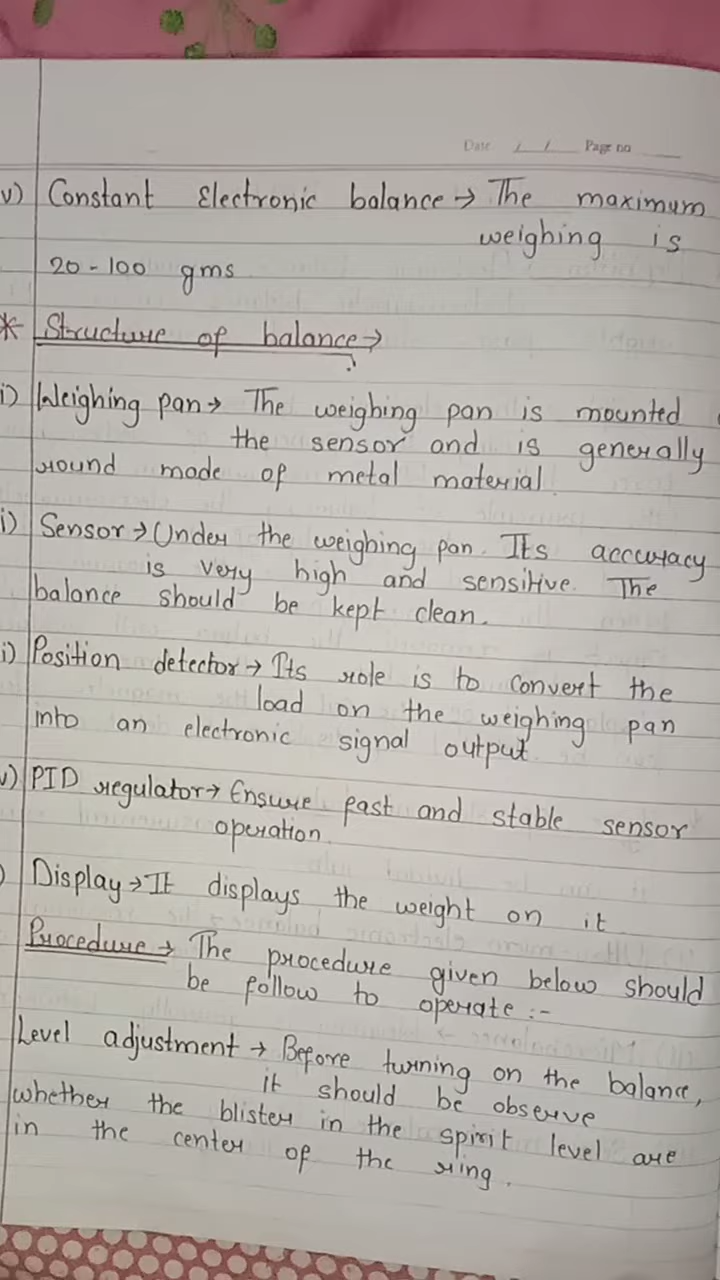 Date / / Page no
v) Constant Electronic balance → The maximum
weighing is
20-100 gms
* Structure of balance →
i) Weighing pan → The weighing pan is mounted
the sensor and is generally
round made of metal material
i) Sensor → Under the weighing pan. Its accuracy
is very high and sensitive. The
balance should be kept clean.
i) Position detector → Its role is to convert the
load on the weighing pan
into an electronic signal output
v) PID regulator → Ensure fast and stable sensor
operation
) Display → It displays the weight on it
Procedure → The procedure given below should
be follow to operate :-
Level adjustment → Before turning on the balance,
it should be observe
whether the blister in the spirit level are
in the center of the ring.